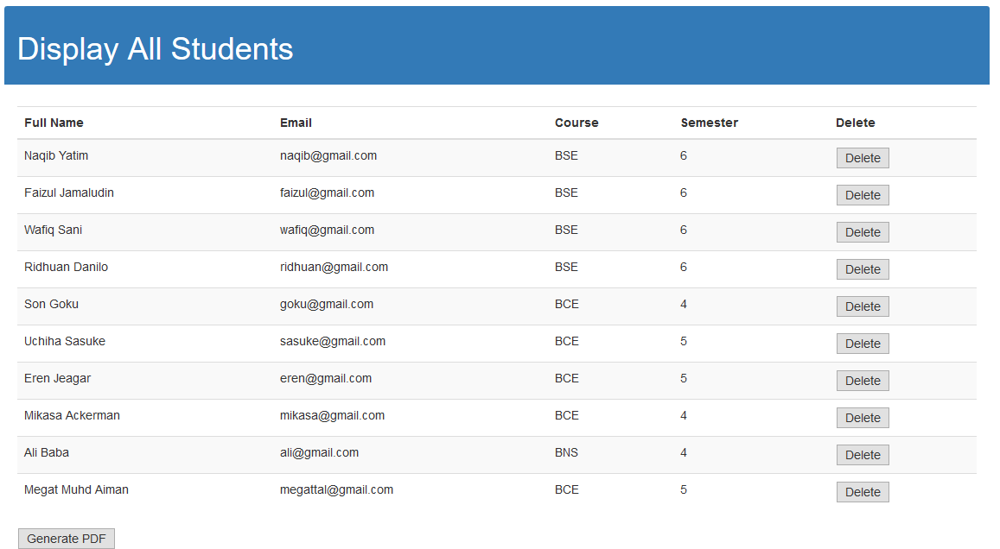 Display All Students
Full Name Email Course Semester Delete
Naqib Yatim naqib@gmail.com BSE 6 Delete
Faizul Jamaludin faizul@gmail.com BSE 6 Delete
Wafiq Sani wafiq@gmail.com BSE 6 Delete
Ridhuan Danilo ridhuan@gmail.com BSE 6 Delete
Son Goku goku@gmail.com BCE 4 Delete
Uchiha Sasuke sasuke@gmail.com BCE 5 Delete
Eren Jeagar eren@gmail.com BCE 5 Delete
Mikasa Ackerman mikasa@gmail.com BCE 4 Delete
Ali Baba ali@gmail.com BNS 4 Delete
Megat Muhd Aiman megattal@gmail.com BCE 5 Delete
Generate PDF